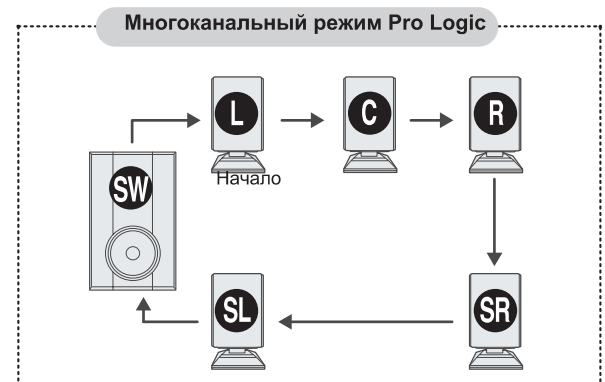 Многоканальный режим Pro Logic
L
C
R
Начало
SW
SL
SR